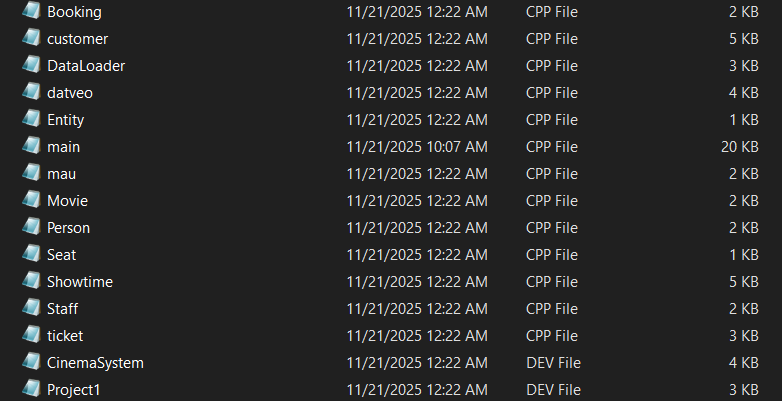 Booking 11/21/2025 12:22 AM CPP File 2 KB
customer 11/21/2025 12:22 AM CPP File 5 KB
DataLoader 11/21/2025 12:22 AM CPP File 3 KB
datveo 11/21/2025 12:22 AM CPP File 4 KB
Entity 11/21/2025 12:22 AM CPP File 1 KB
main 11/21/2025 10:07 AM CPP File 20 KB
mau 11/21/2025 12:22 AM CPP File 2 KB
Movie 11/21/2025 12:22 AM CPP File 2 KB
Person 11/21/2025 12:22 AM CPP File 2 KB
Seat 11/21/2025 12:22 AM CPP File 1 KB
Showtime 11/21/2025 12:22 AM CPP File 5 KB
Staff 11/21/2025 12:22 AM CPP File 2 KB
ticket 11/21/2025 12:22 AM CPP File 3 KB
CinemaSystem 11/21/2025 12:22 AM DEV File 4 KB
Project1 11/21/2025 12:22 AM DEV File 3 KB